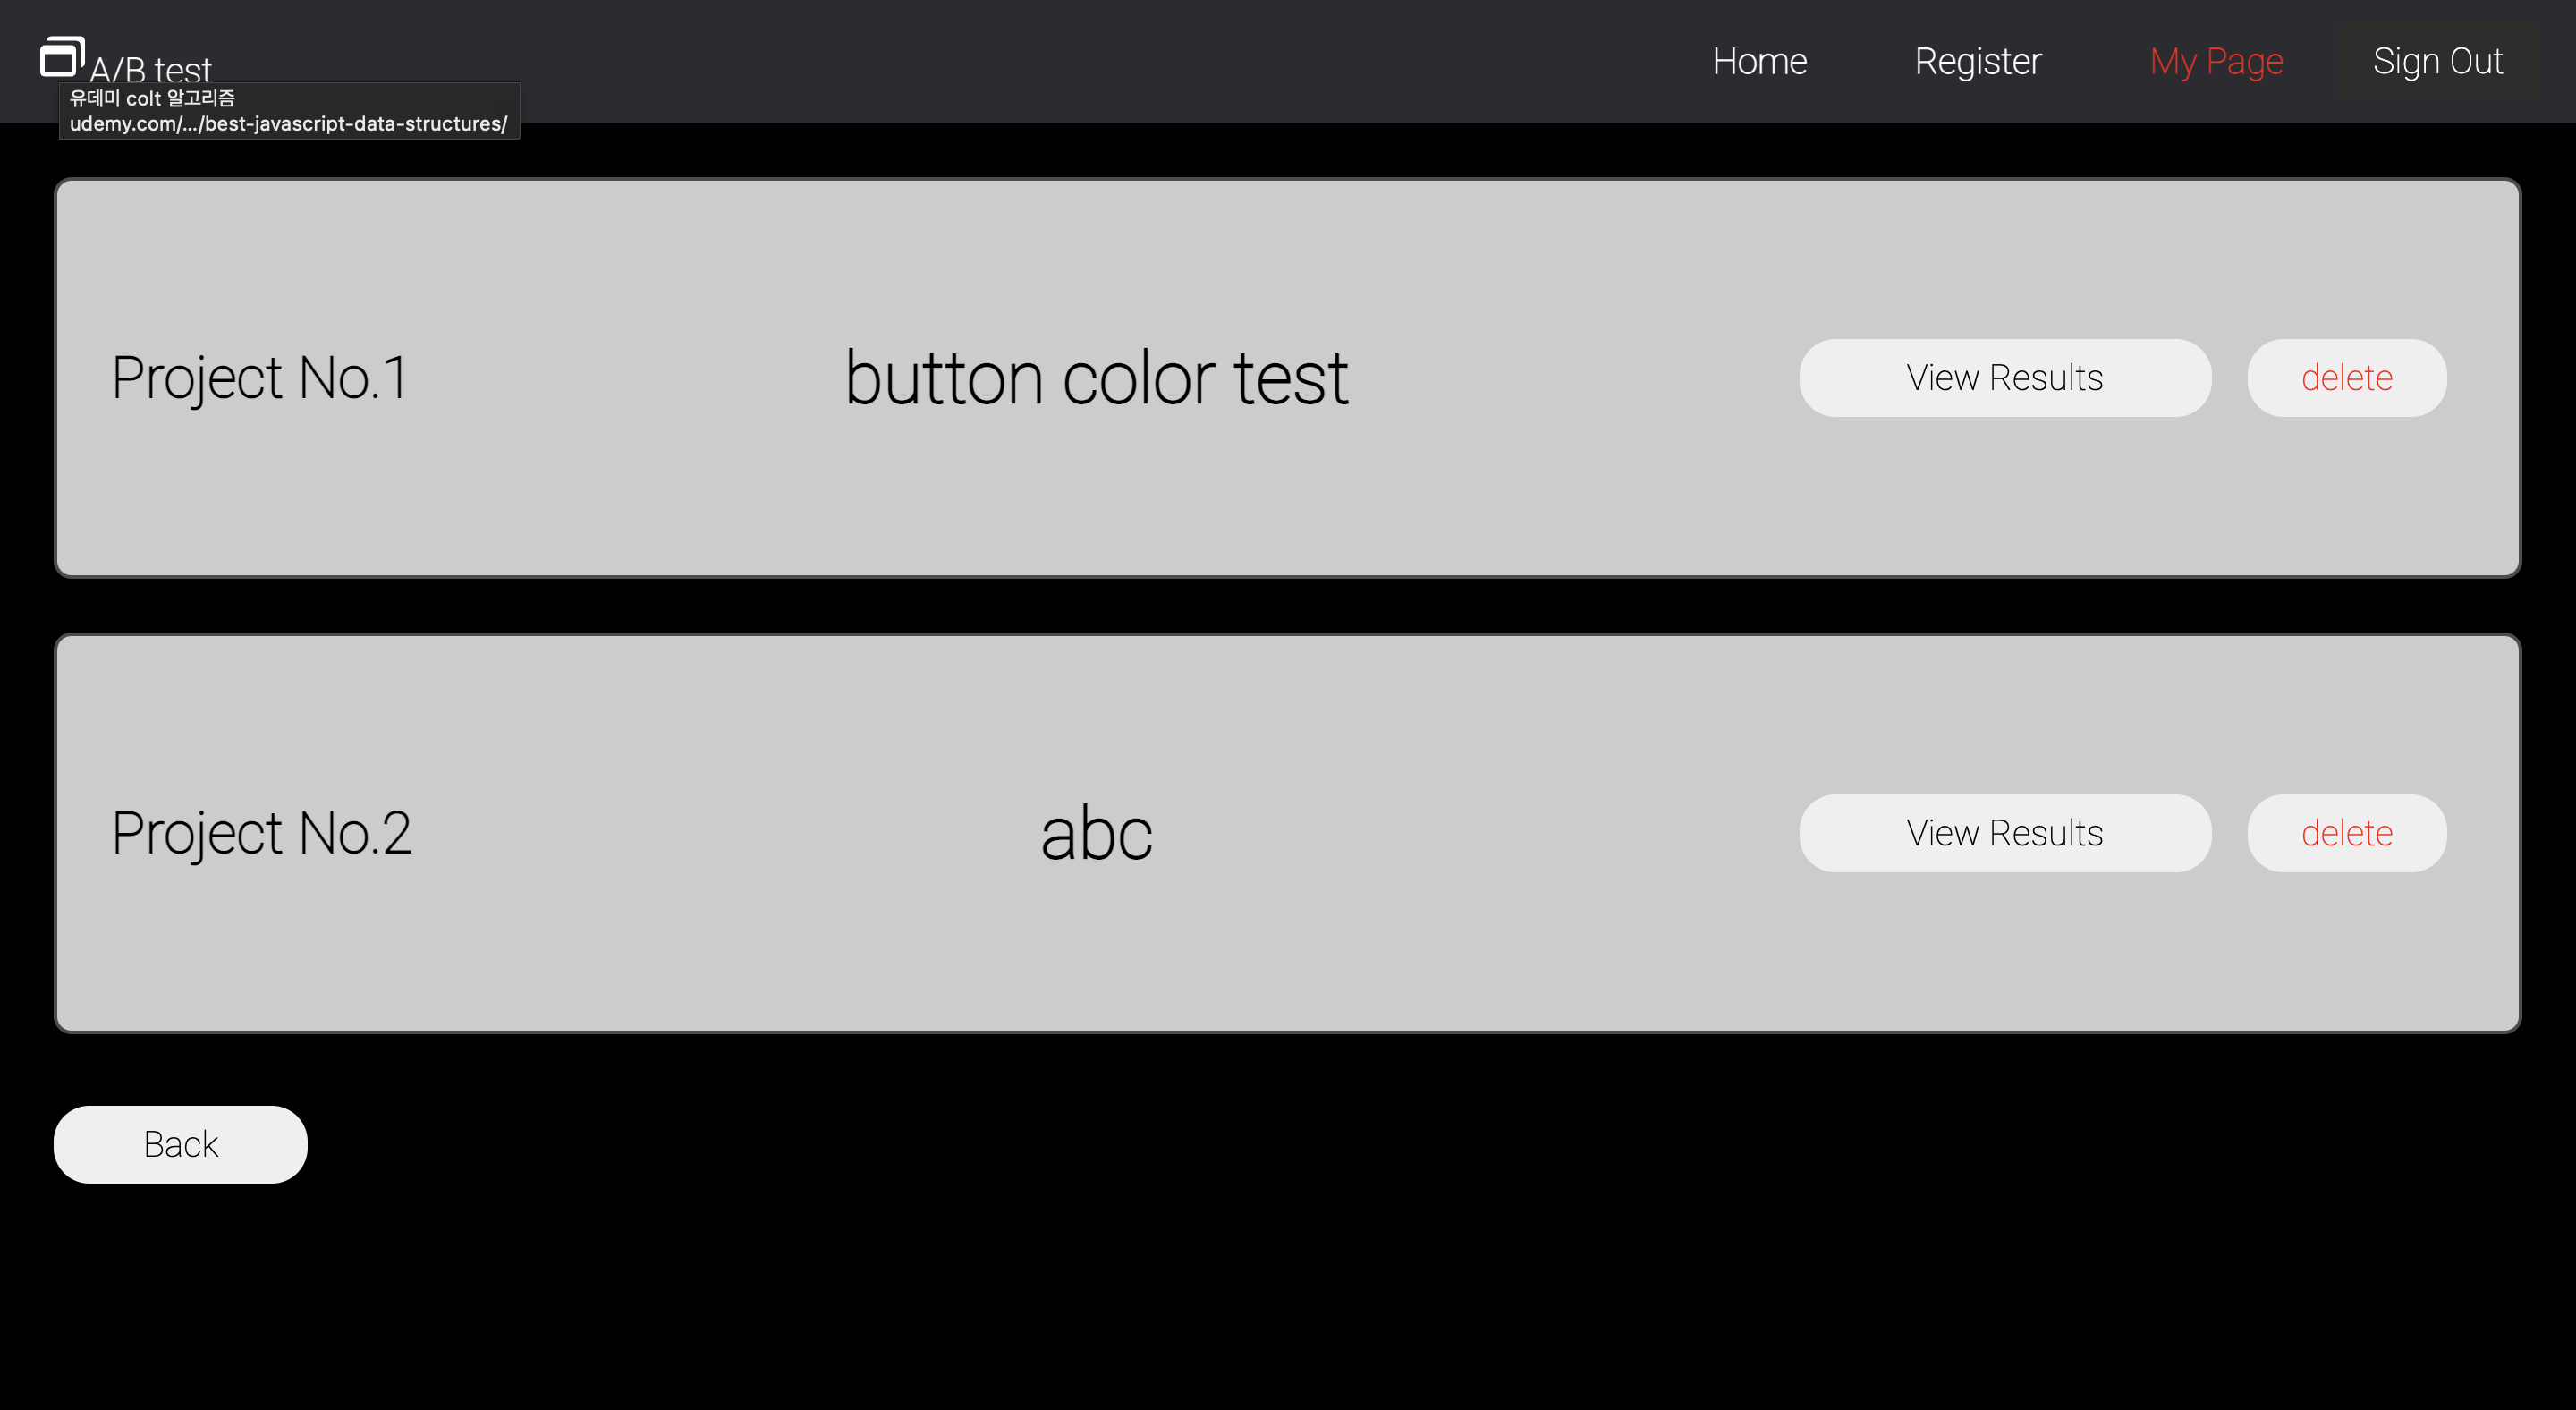 A/B test
Home
Register
My Page
Sign Out
유데미 colt 알고리즘
udemy.com/.../best-javascript-data-structures/
Project No.1
button color test
View Results
delete
Project No.2
abc
View Results
delete
Back